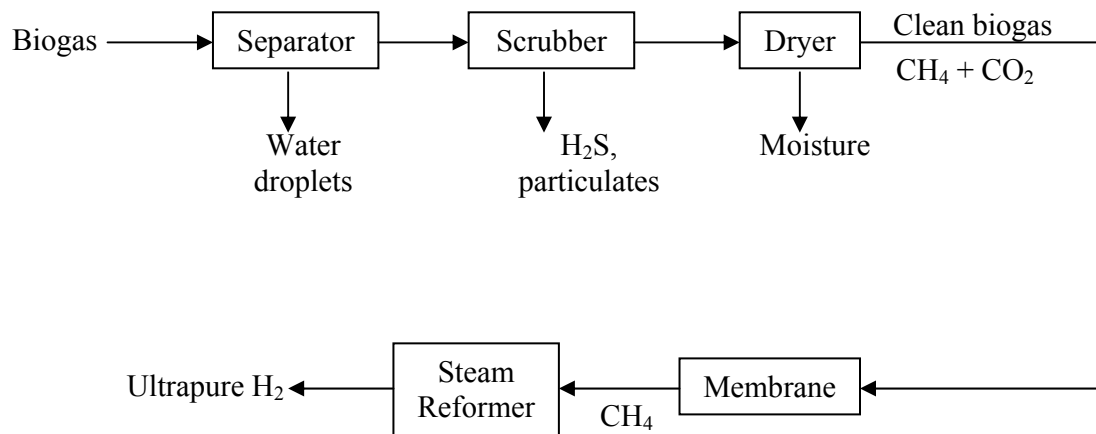 Biogas
Separator
Scrubber
Dryer
Clean biogas
CH₄ + CO₂
Water
droplets
H₂S,
particulates
Moisture
Ultrapure H₂
Steam
Reformer
CH₄
Membrane